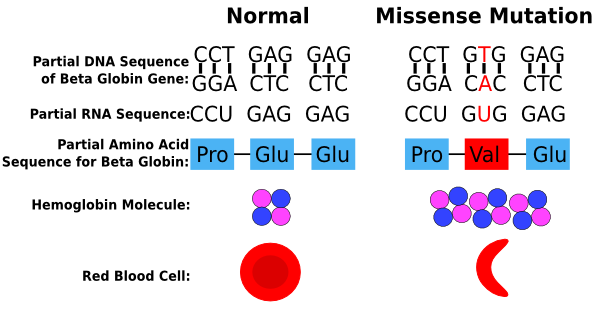 Normal Missense Mutation
Partial DNA Sequence CCT GAG GAG CCT GTG GAG
of Beta Globin Gene: GGA CTC CTC GGA CAC CTC
Partial RNA Sequence: CCU GAG GAG CCU GUG GAG
Partial Amino Acid
Sequence for Beta Globin: Pro Glu Glu Pro Val Glu
Hemoglobin Molecule:
Red Blood Cell: